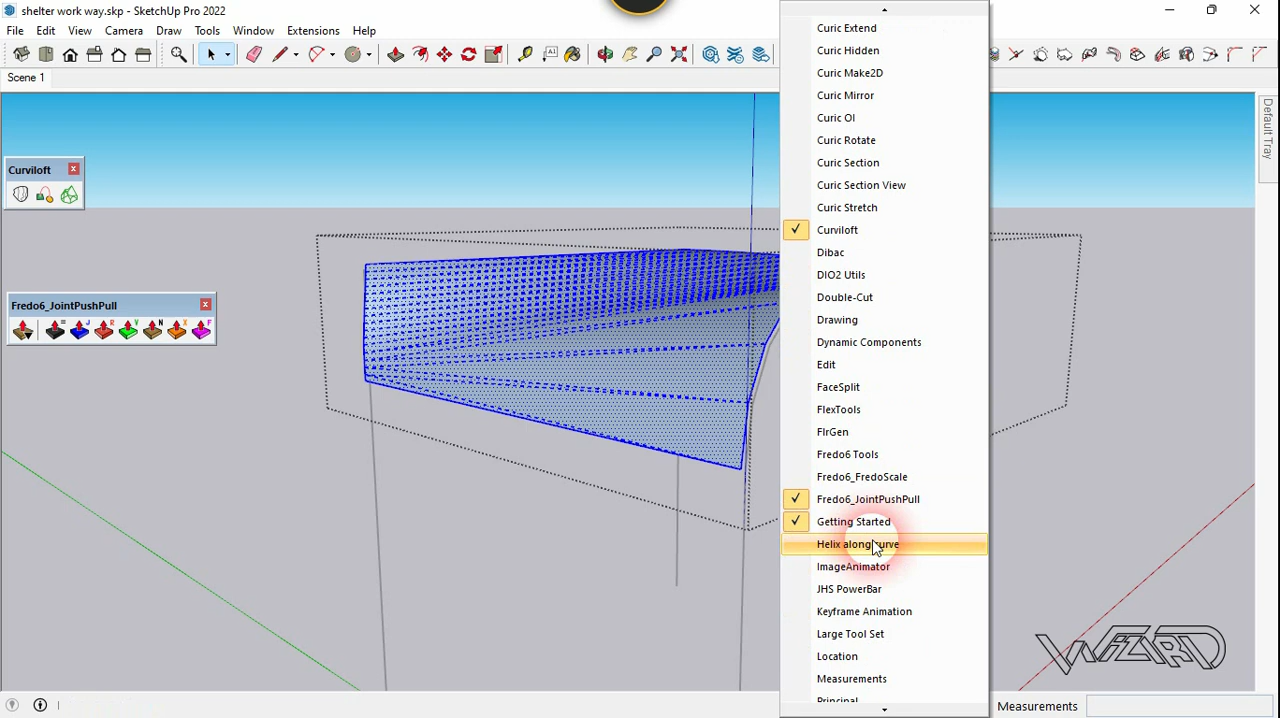 shelter work way.skp - SketchUp Pro 2022
File Edit View Camera Draw Tools Window Extensions Help
Scene 1
Curviloft
Fredo6_JointPushPull
Curic Extend
Curic Hidden
Curic Make2D
Curic Mirror
Curic OI
Curic Rotate
Curic Section
Curic Section View
Curic Stretch
Curviloft
Dibac
DIO2 Utils
Double-Cut
Drawing
Dynamic Components
Edit
FaceSplit
FlexTools
FlrGen
Fredo6 Tools
Fredo6_FredoScale
Fredo6_JointPushPull
Getting Started
Helix along curve
ImageAnimator
JHS PowerBar
Keyframe Animation
Large Tool Set
Location
Measurements
Principal
Default Tray
WIZARD
Measurements